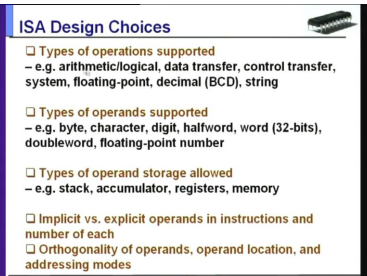 ISA Design Choices
❑ Types of operations supported
– e.g. arithmetic/logical, data transfer, control transfer,
system, floating-point, decimal (BCD), string
❑ Types of operands supported
– e.g. byte, character, digit, halfword, word (32-bits),
doubleword, floating-point number
❑ Types of operand storage allowed
– e.g. stack, accumulator, registers, memory
❑ Implicit vs. explicit operands in instructions and
number of each
❑ Orthogonality of operands, operand location, and
addressing modes